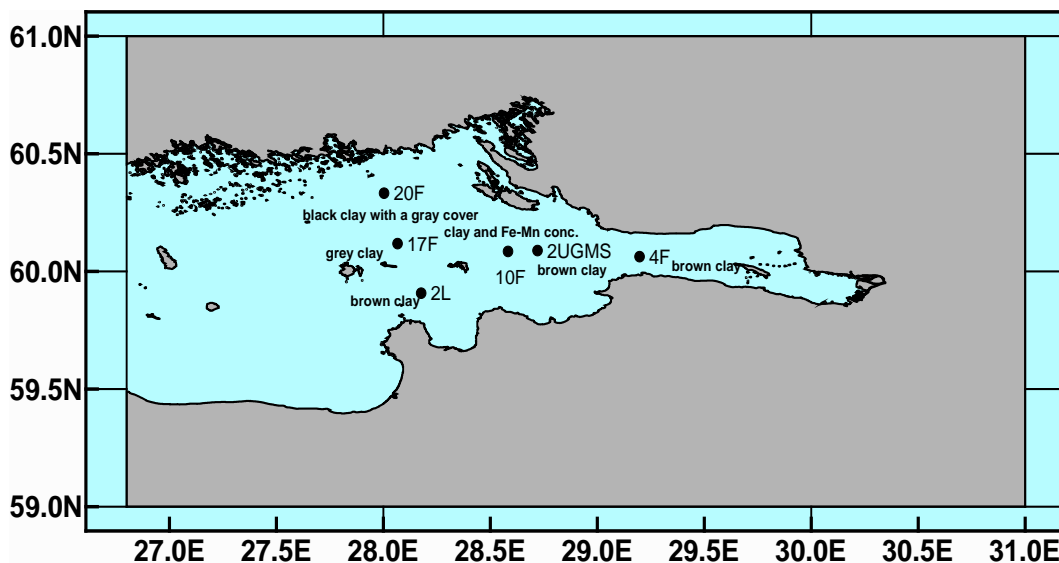 61.0N
60.5N
20F
black clay with a gray cover
clay and Fe-Mn conc.
17F
grey clay
2UGMS
4F
60.0N
10F
brown clay
brown clay
2L
brown clay
59.5N
59.0N
27.0E 27.5E 28.0E 28.5E 29.0E 29.5E 30.0E 30.5E 31.0E